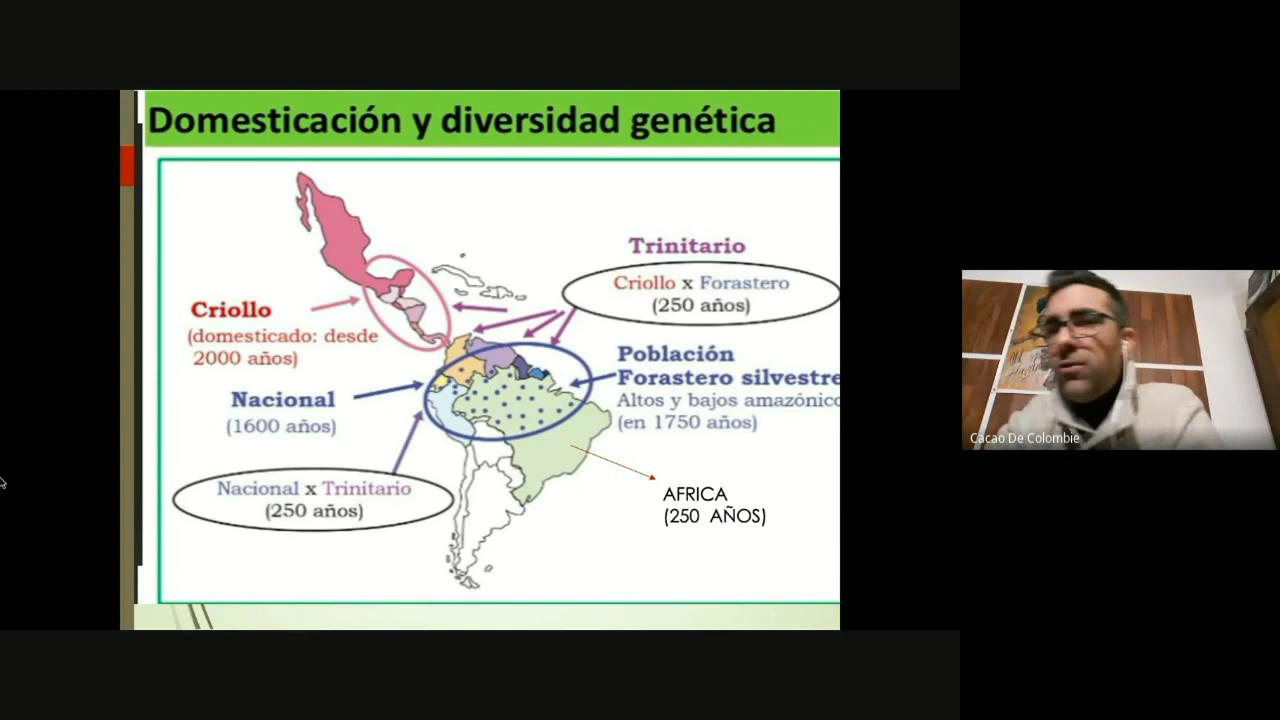 Domesticación y diversidad genética
Trinitario
Criollo x Forastero
(250 años)
Criollo
(domesticado: desde
2000 años)
Población
Forastero silvestre
Altos y bajos amazónico
(en 1750 años)
Nacional
(1600 años)
Nacional x Trinitario
(250 años)
AFRICA
(250 AÑOS)
Cacao De Colombie